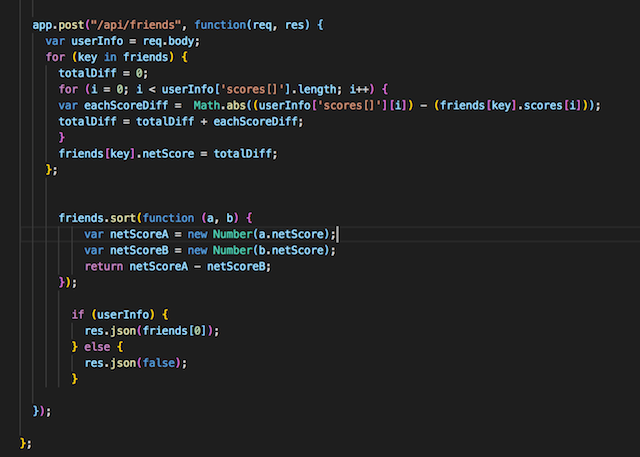 app.post("/api/friends", function(req, res) {
var userInfo = req.body;
for (key in friends) {
totalDiff = 0;
for (i = 0; i < userInfo['scores[]'].length; i++) {
var eachScoreDiff =  Math.abs((userInfo['scores[]'][i]) - (friends[key].scores[i]));
totalDiff = totalDiff + eachScoreDiff;
}
friends[key].netScore = totalDiff;
};
friends.sort(function (a, b) {
var netScoreA = new Number(a.netScore);
var netScoreB = new Number(b.netScore);
return netScoreA - netScoreB;
});
if (userInfo) {
res.json(friends[0]);
} else {
res.json(false);
}
});
};